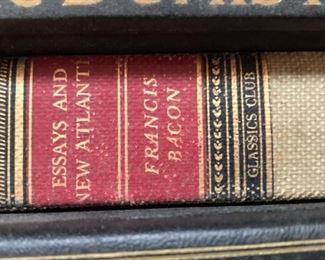 ESSAYS AND
NEW ATLANTI
FRANCIS
BACON
CLASSICS CLUB